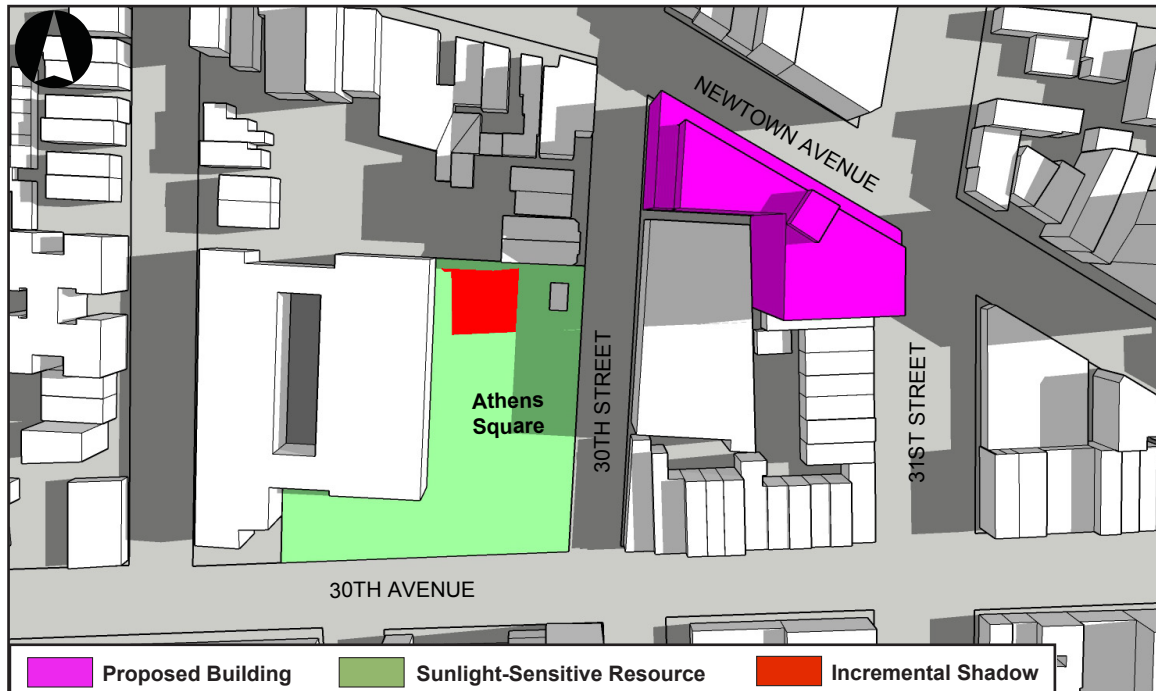 NEWTOWN AVENUE
Athens
Square
30TH STREET
31ST STREET
30TH AVENUE
Proposed Building
Sunlight-Sensitive Resource
Incremental Shadow